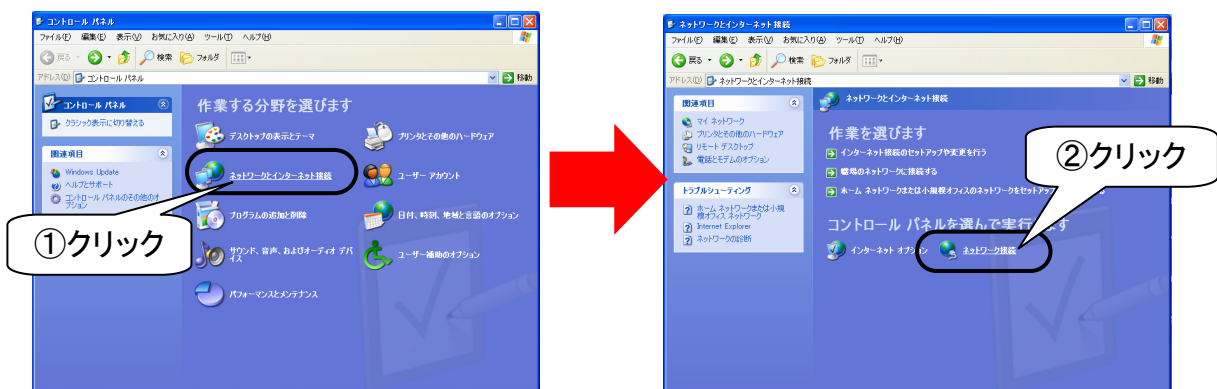 コントロール パネル
ファイル(F) 編集(E) 表示(V) お気に入り(A) ツール(T) ヘルプ(H)
戻る 検索 フォルダ
アドレス(D) コントロール パネル 移動
コントロール パネル
クラシック表示に切り替える
関連項目
Windows Update
ヘルプとサポート
コントロール パネルのその他のオプション
作業する分野を選びます
デスクトップの表示とテーマ
プリンタとその他のハードウェア
ネットワークとインターネット接続
ユーザー アカウント
プログラムの追加と削除
日付、時刻、地域と言語のオプション
サウンド、音声、およびオーディオ デバイス
ユーザー補助のオプション
パフォーマンスとメンテナンス
①クリック
ネットワークとインターネット接続
ファイル(F) 編集(E) 表示(V) お気に入り(A) ツール(T) ヘルプ(H)
戻る 検索 フォルダ
アドレス(D) ネットワークとインターネット接続 移動
関連項目
マイ ネットワーク
プリンタとその他のハードウェア
リモート デスクトップ
電話とモデムのオプション
トラブルシューティング
ホーム ネットワークまたは小規模オフィス ネットワーク
Internet Explorer
ネットワークの診断
ネットワークとインターネット接続
作業を選びます
インターネット接続のセットアップや変更を行う
職場のネットワークに接続する
ホーム ネットワークまたは小規模オフィスのネットワークをセットアップ
コントロール パネルを選んで実行します
インターネット オプション
ネットワーク接続
②クリック